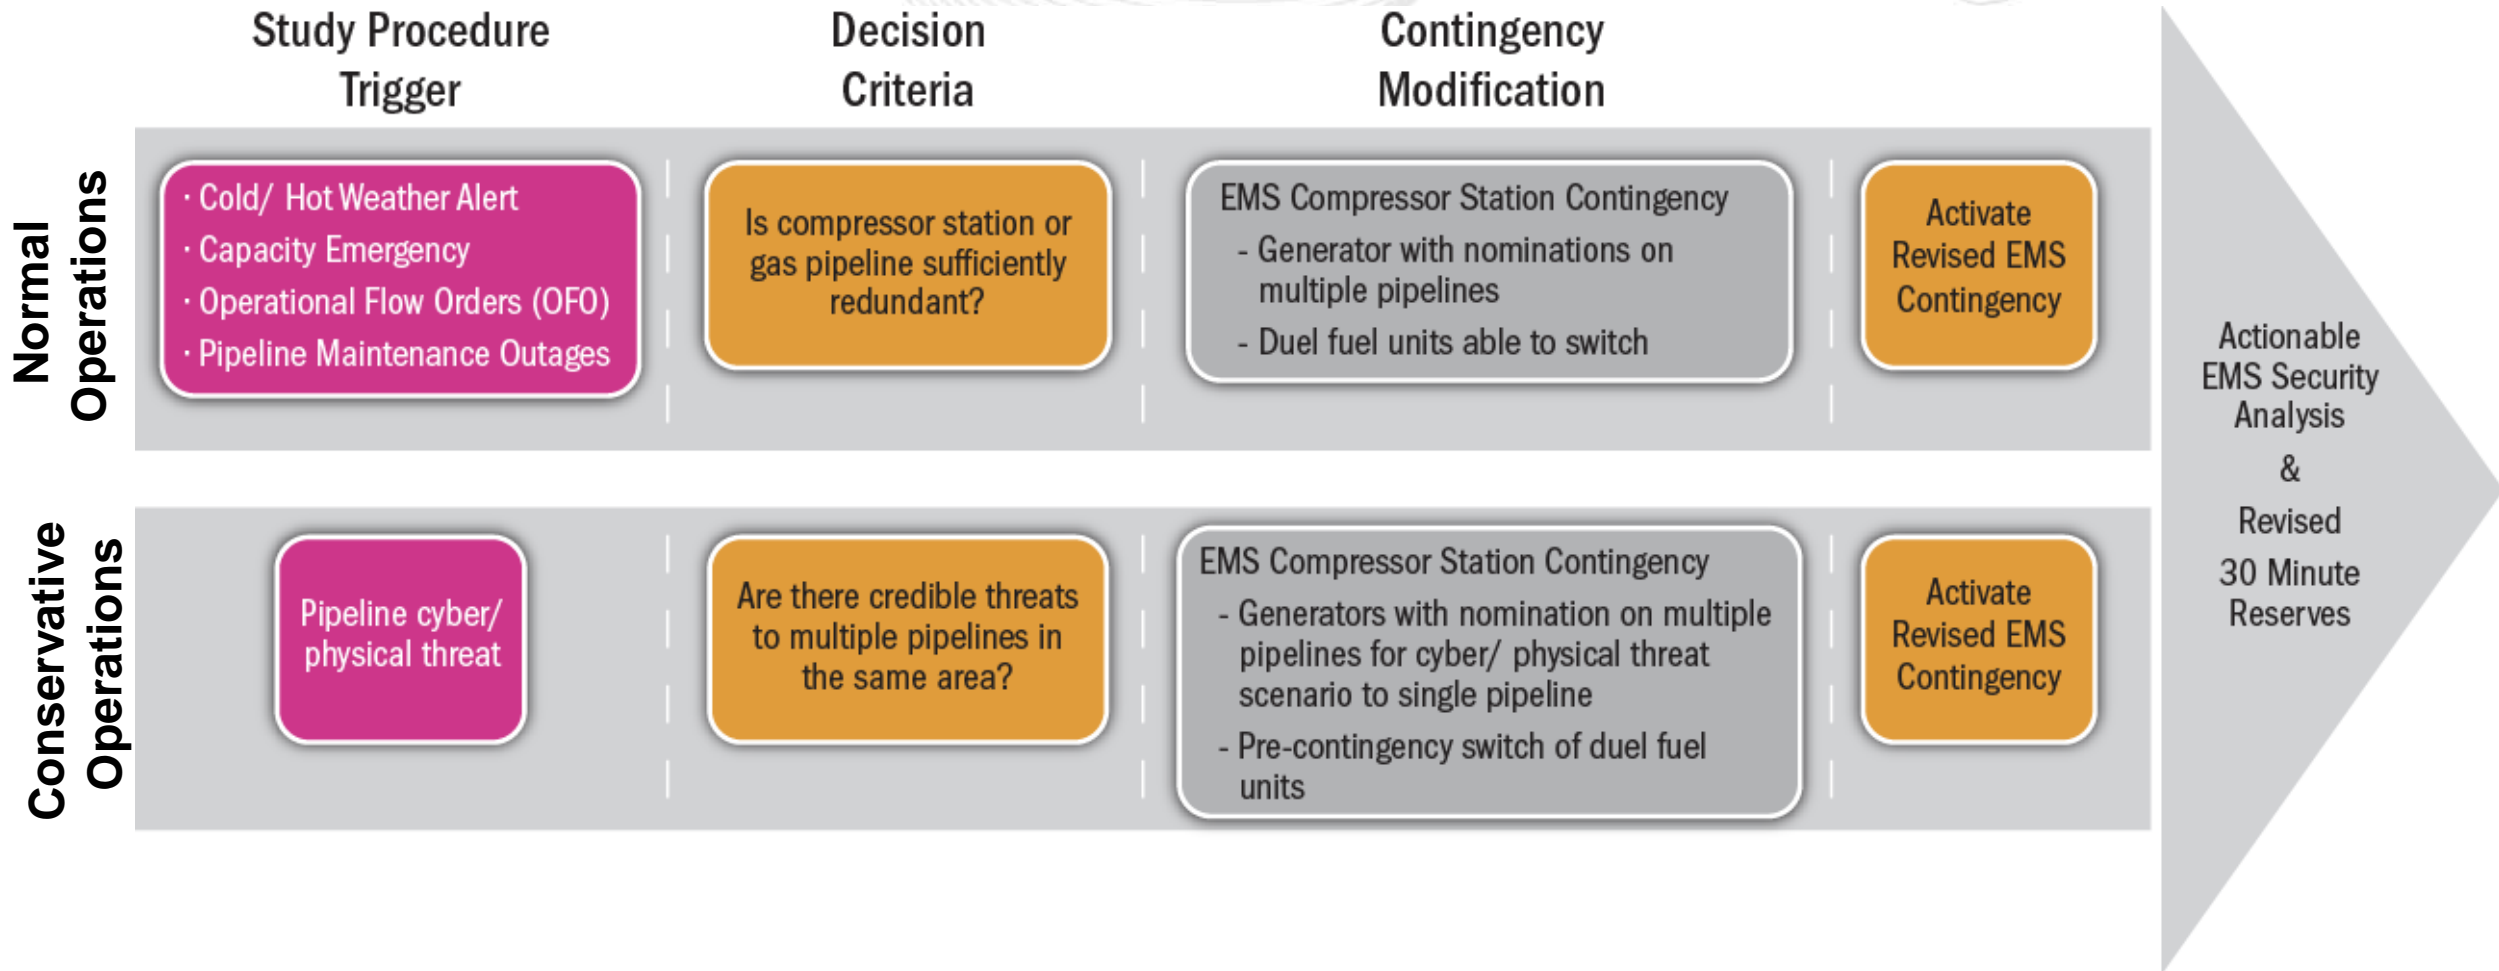 Study Procedure
Trigger
Decision
Criteria
Contingency
Modification
Normal
Operations
· Cold/ Hot Weather Alert
· Capacity Emergency
· Operational Flow Orders (OFO)
· Pipeline Maintenance Outages
Is compressor station or
gas pipeline sufficiently
redundant?
EMS Compressor Station Contingency
- Generator with nominations on
multiple pipelines
- Duel fuel units able to switch
Activate
Revised EMS
Contingency
Conservative
Operations
Pipeline cyber/
physical threat
Are there credible threats
to multiple pipelines in
the same area?
EMS Compressor Station Contingency
- Generators with nomination on multiple
pipelines for cyber/ physical threat
scenario to single pipeline
- Pre-contingency switch of duel fuel
units
Activate
Revised EMS
Contingency
Actionable
EMS Security
Analysis
&
Revised
30 Minute
Reserves